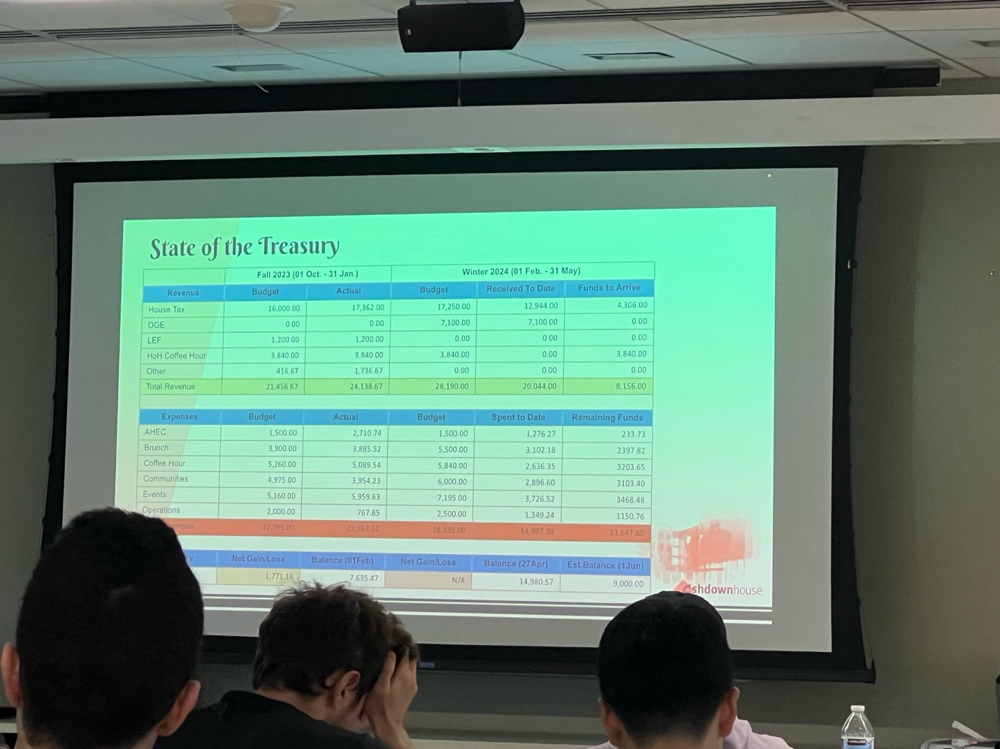 State of the Treasury
Fall 2023 (01 Oct. - 31 Jan.) Winter 2024 (01 Feb. - 31 May)
Revenue Budget Actual Budget Received To Date Funds to Arrive
House Tax 16,000.00 17,362.00 17,250.00 12,944.00 4,306.00
OGE 0.00 0.00 7,100.00 7,100.00 0.00
LEF 1,200.00 1,200.00 0.00 0.00 0.00
HoH Coffee Hour 3,840.00 3,840.00 3,840.00 0.00 3,840.00
Other 416.67 1,736.67 0.00 0.00 0.00
Total Revenue 21,456.67 24,138.67 28,190.00 20,044.00 8,156.00
Expenses Budget Actual Budget Spent to Date Remaining Funds
AHEC 1,500.00 2,710.74 1,500.00 1,276.27 233.73
Brunch 3,900.00 3,885.52 5,500.00 3,102.18 2397.82
Coffee Hour 5,260.00 5,089.54 5,840.00 2,636.35 3203.65
Communities 4,975.00 3,954.23 6,000.00 2,896.60 3103.40
Events 5,160.00 5,959.63 7,195.00 3,726.52 3468.48
Operations 2,000.00 767.85 2,500.00 1,349.24 1150.76
22,795.00 22,367.51 28,535.00 14,987.20 13,547.80
Net Gain/Loss Balance (01Feb) Net Gain/Loss Balance (27Apr) Est.Balance (1Jun)
1,771.16 7,635.47 N/A 14,980.57 9,000.00
shdownhouse